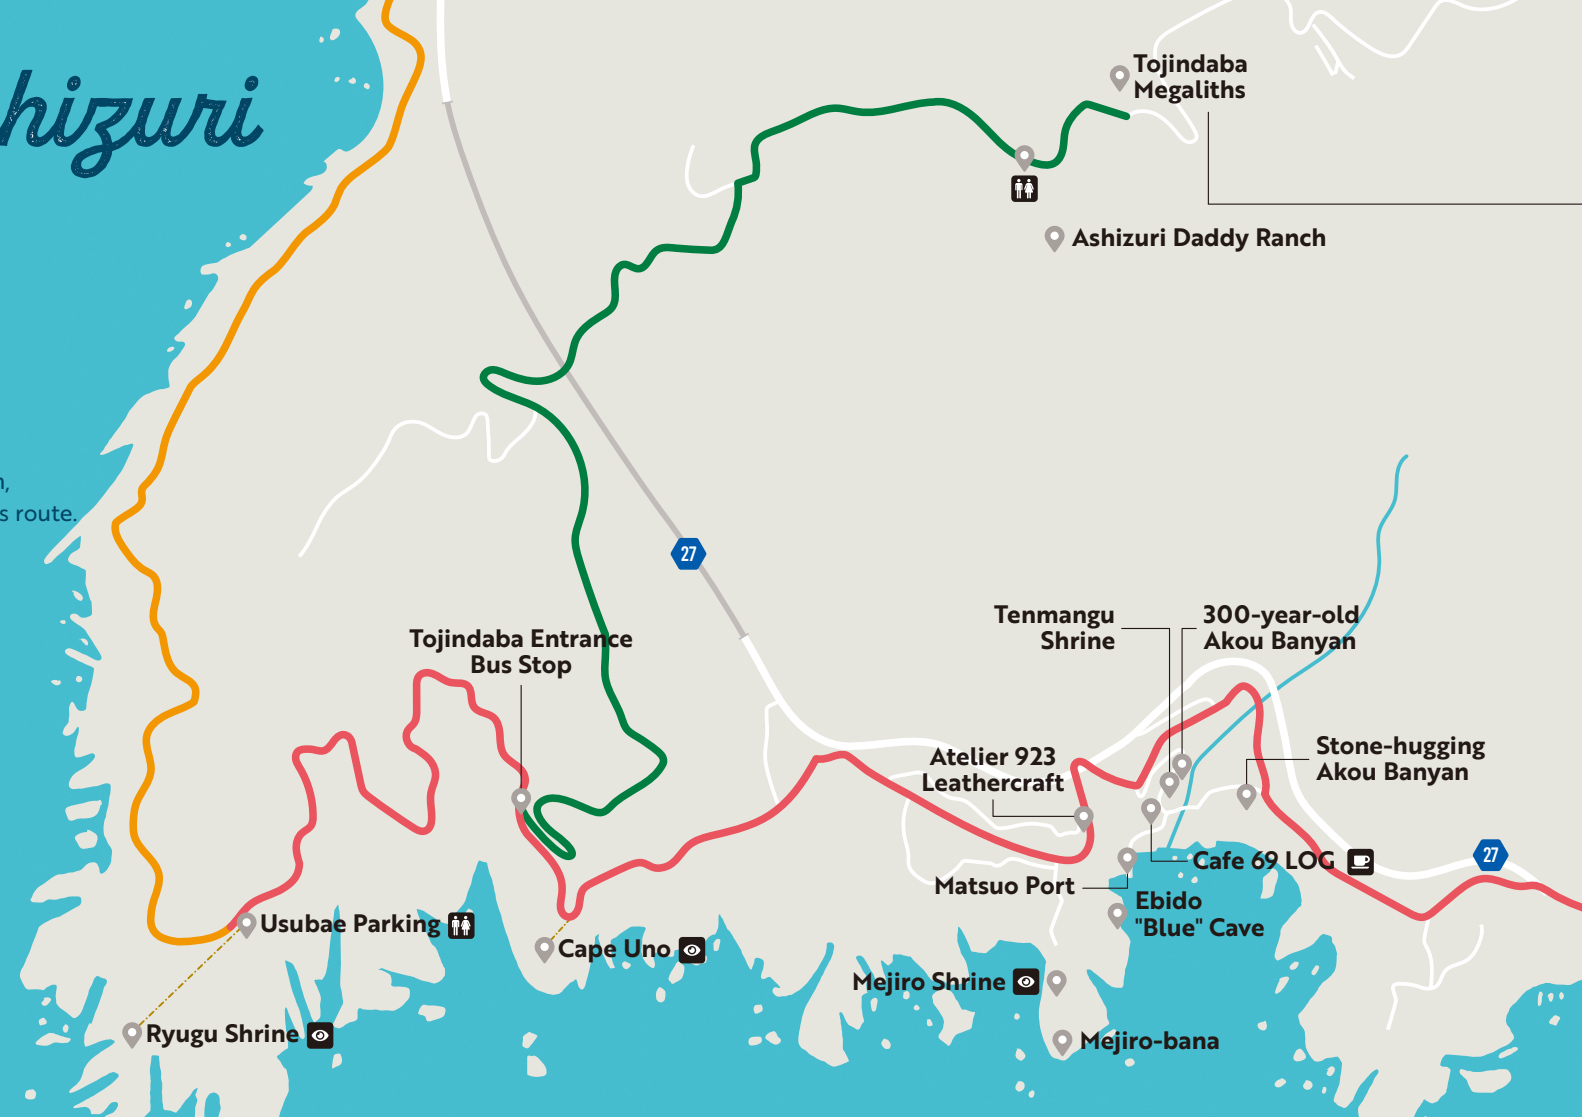 hizuri
s route.
Tojindaba
Megaliths
Ashizuri Daddy Ranch
27
Tojindaba Entrance
Bus Stop
Tenmangu
Shrine
300-year-old
Akou Banyan
Atelier 923
Leathercraft
Stone-hugging
Akou Banyan
Cafe 69 LOG
27
Matsuo Port
Ebido
"Blue" Cave
Usubae Parking
Cape Uno
Mejiro Shrine
Ryugu Shrine
Mejiro-bana